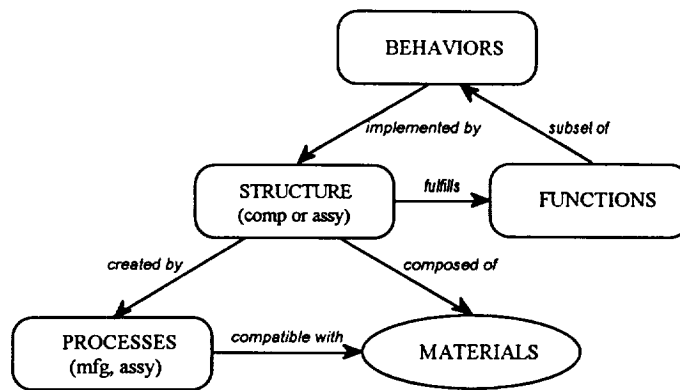 BEHAVIORS
implemented by
subset of
STRUCTURE
(comp or assy)
fulfills
FUNCTIONS
created by
composed of
PROCESSES
(mfg, assy)
compatible with
MATERIALS